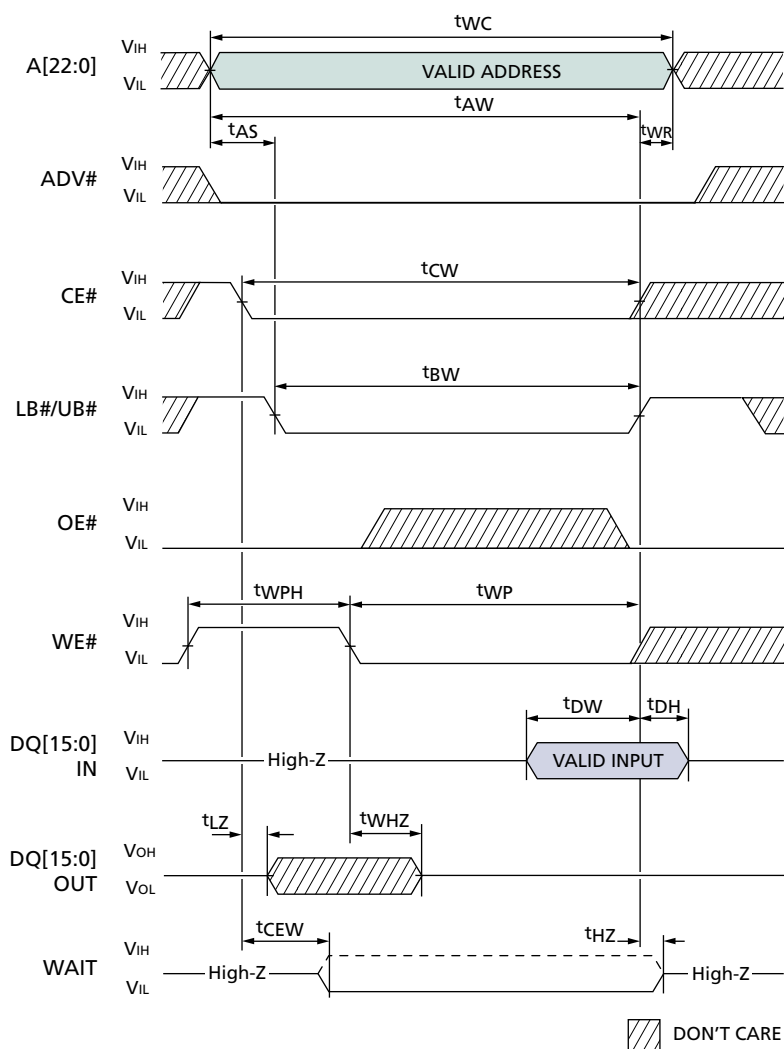 tWC
A[22:0] VIH VIL VALID ADDRESS
tAW
tAS tWR
ADV# VIH VIL
CE# VIH VIL tCW
LB#/UB# VIH VIL tBW
OE# VIH VIL
tWPH tWP
WE# VIH VIL
tDW tDH
DQ[15:0] IN VIH VIL High-Z VALID INPUT
tLZ tWHZ
DQ[15:0] OUT VOH VOL
tCEW tHZ
WAIT VIH VIL High-Z High-Z
DON'T CARE